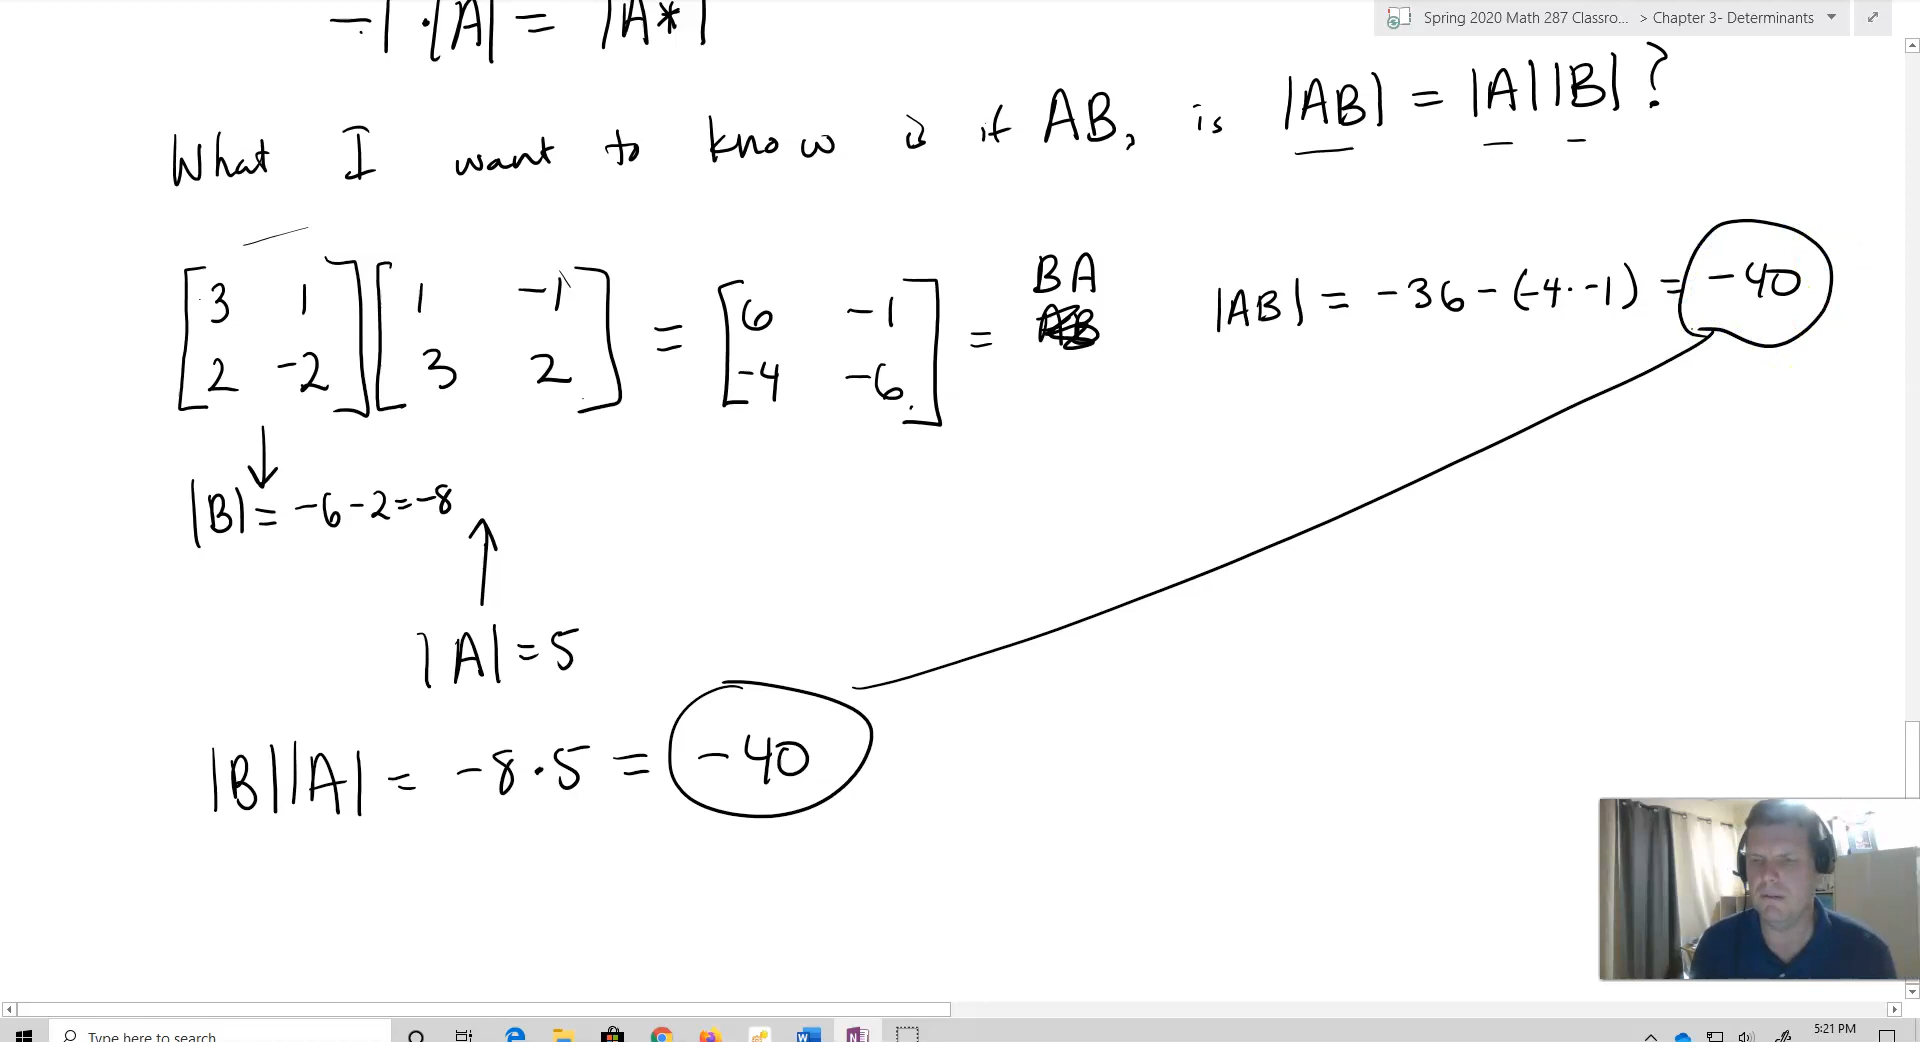 Spring 2020 Math 287 Classro... > Chapter 3- Determinants
-1 · |A| = |A*|
What I want to know is if AB, is |AB| = |A||B|?
[3 1
2 -2] [1 -1
3 2] = [6 -1
-4 -6] = BA
|AB| = -36 - (-4 · -1) = -40
|B| = -6 - 2 = -8
|A| = 5
|B||A| = -8 · 5 = -40
Type here to search
5:21 PM